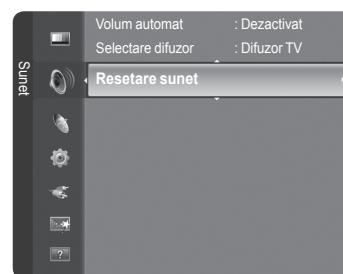 Sunet
Volum automat : Dezactivat
Selectare difuzor : Difuzor TV
Resetare sunet
?